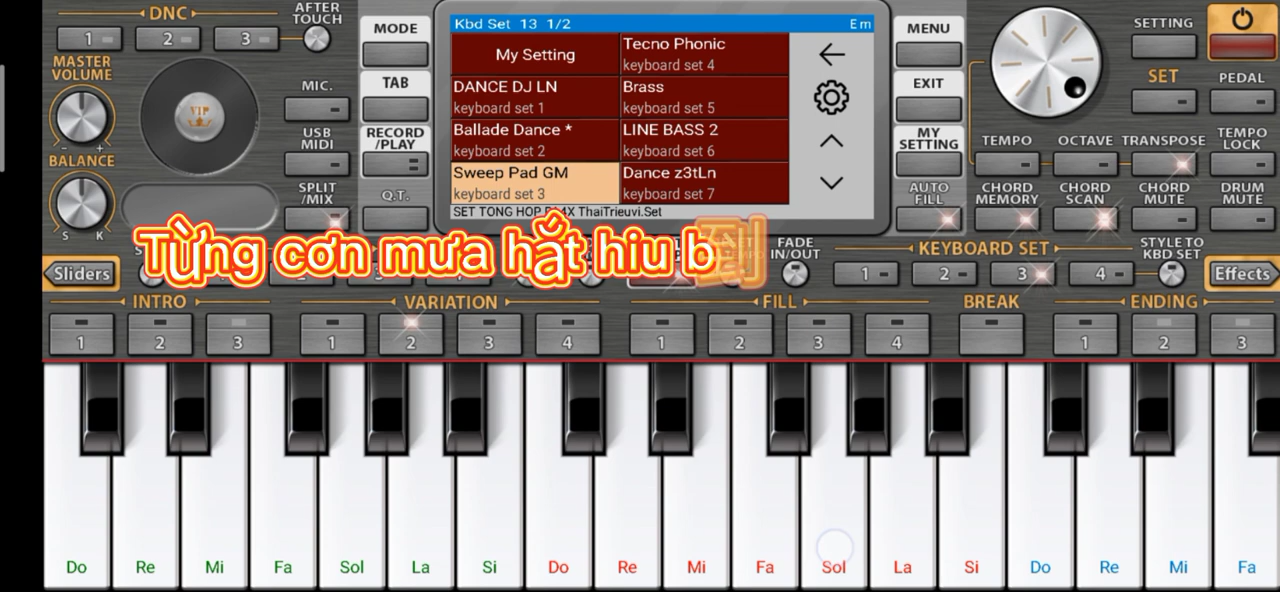 DNC
AFTER TOUCH
1
2
3
MASTER VOLUME
- +
BALANCE
S K
VIP
MIC.
USB MIDI
SPLIT /MIX
MODE
TAB
RECORD /PLAY
Q.T.
Kbd Set 13 1/2 Em
My Setting
Tecno Phonic
keyboard set 4
DANCE DJ LN
keyboard set 1
Brass
keyboard set 5
Ballade Dance *
keyboard set 2
LINE BASS 2
keyboard set 6
Sweep Pad GM
keyboard set 3
Dance z3tLn
keyboard set 7
MENU
EXIT
MY SETTING
AUTO FILL
SETTING
SET
PEDAL
TEMPO
OCTAVE
TRANSPOSE
TEMPO LOCK
CHORD MEMORY
CHORD SCAN
CHORD MUTE
DRUM MUTE
Từng cơn mưa hắt hiu b
Sliders
FADE IN/OUT
KEYBOARD SET
1
2
3
4
STYLE TO KBD SET
Effects
INTRO
VARIATION
FILL
BREAK
ENDING
1
2
3
1
2
3
4
1
2
3
4
1
2
3
Do Re Mi Fa Sol La Si Do Re Mi Fa Sol La Si Do Re Mi Fa